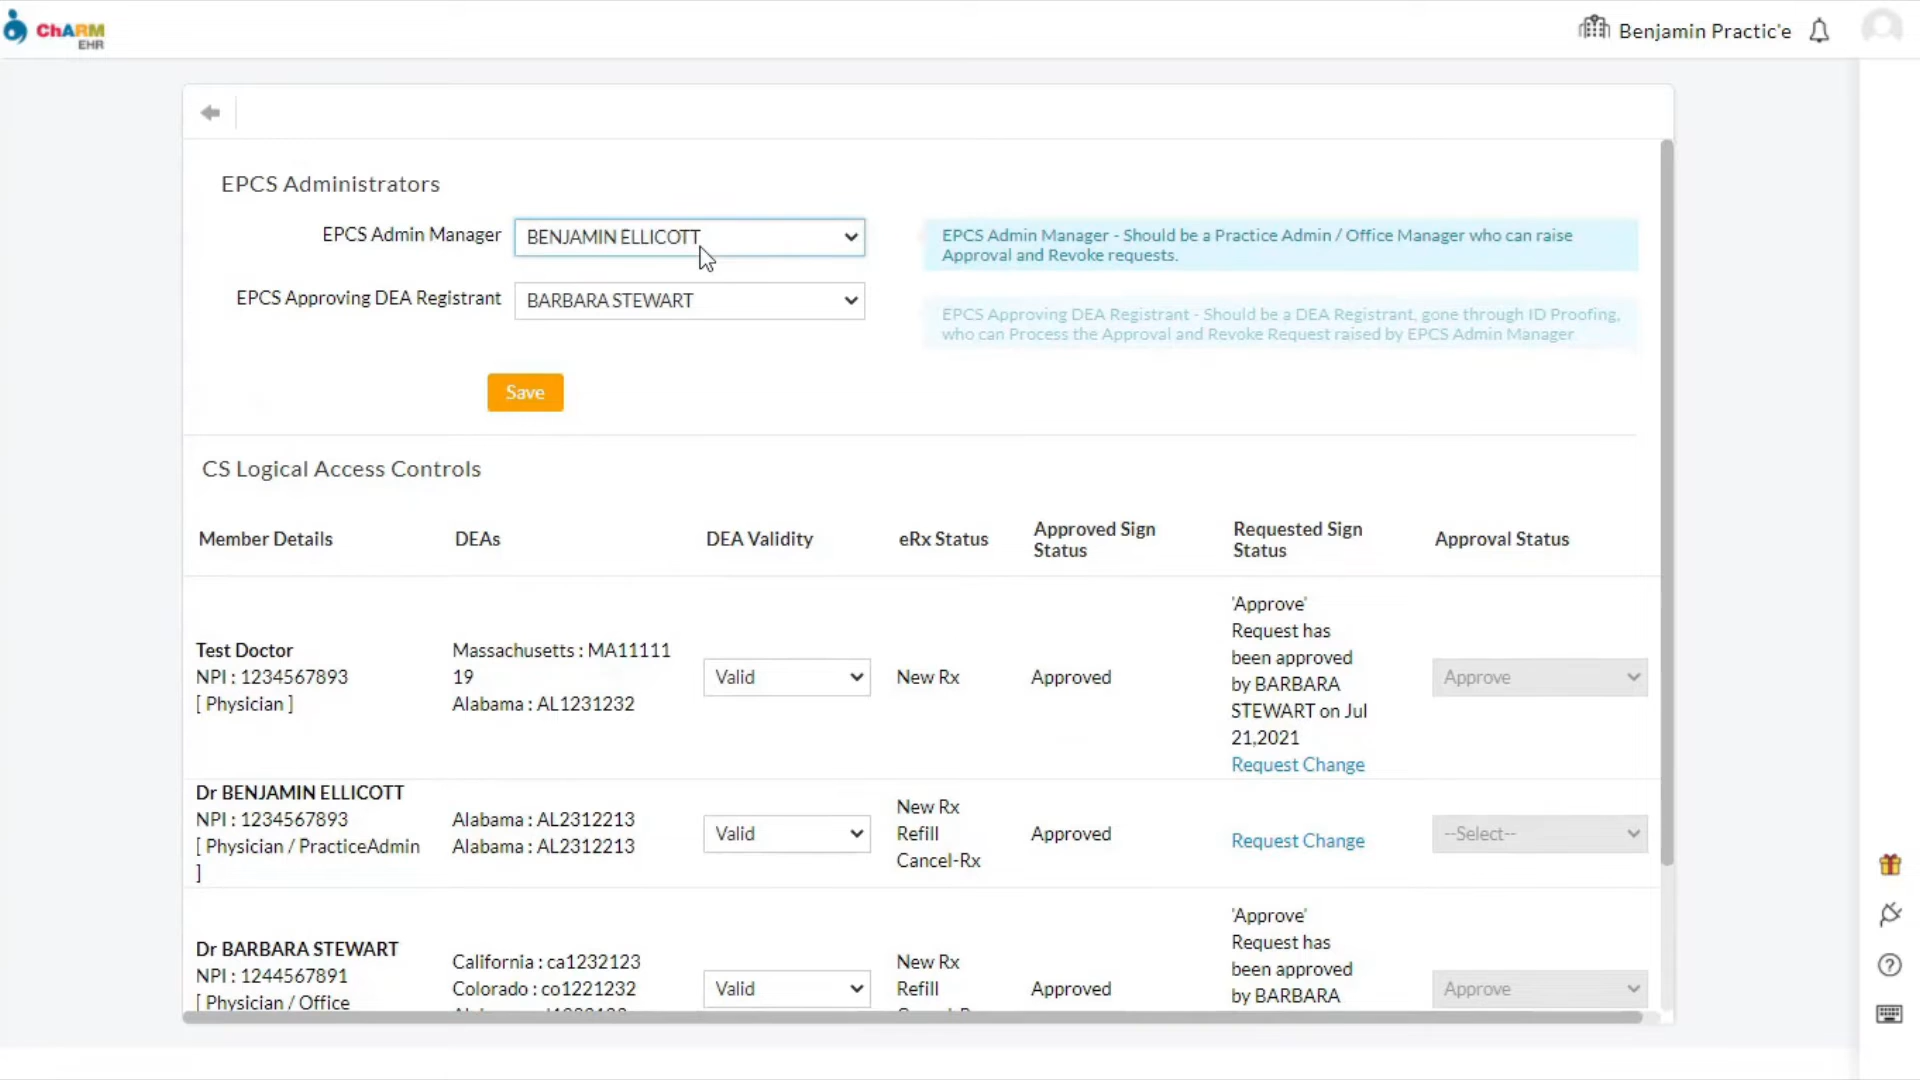 ChARM
EHR
Benjamin Practic'e
EPCS Administrators
EPCS Admin Manager
BENJAMIN ELLICOTT
EPCS Admin Manager - Should be a Practice Admin / Office Manager who can raise
Approval and Revoke requests.
EPCS Approving DEA Registrant
BARBARA STEWART
EPCS Approving DEA Registrant - Should be a DEA Registrant, gone through ID Proofing,
who can Process the Approval and Revoke Request raised by EPCS Admin Manager
Save
CS Logical Access Controls
Member Details
DEAs
DEA Validity
eRx Status
Approved Sign
Status
Requested Sign
Status
Approval Status
Test Doctor
NPI : 1234567893
[ Physician ]
Massachusetts : MA11111
19
Alabama : AL1231232
Valid
New Rx
Approved
'Approve'
Request has
been approved
by BARBARA
STEWART on Jul
21,2021
Request Change
Approve
Dr BENJAMIN ELLICOTT
NPI : 1234567893
[ Physician / PracticeAdmin
]
Alabama : AL2312213
Alabama : AL2312213
Valid
New Rx
Refill
Cancel-Rx
Approved
Request Change
--Select--
Dr BARBARA STEWART
NPI : 1244567891
[ Physician / Office
California : ca1232123
Colorado : co1221232
Valid
New Rx
Refill
Approved
'Approve'
Request has
been approved
by BARBARA
Approve